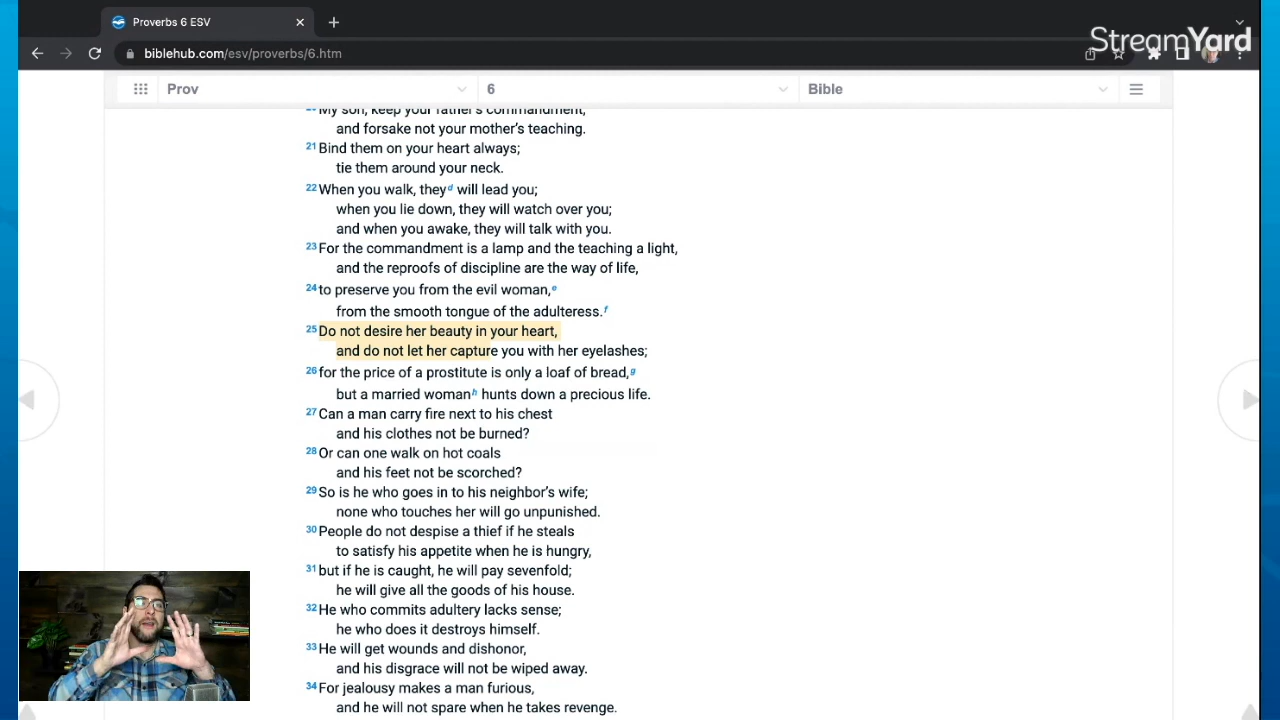 Proverbs 6 ESV
StreamYard
biblehub.com/esv/proverbs/6.htm
Prov 6 Bible
My son, keep your father's commandment,
and forsake not your mother's teaching.
21 Bind them on your heart always;
tie them around your neck.
22 When you walk, they d will lead you;
when you lie down, they will watch over you;
and when you awake, they will talk with you.
23 For the commandment is a lamp and the teaching a light,
and the reproofs of discipline are the way of life,
24 to preserve you from the evil woman, e
from the smooth tongue of the adulteress. f
25 Do not desire her beauty in your heart,
and do not let her capture you with her eyelashes;
26 for the price of a prostitute is only a loaf of bread, g
but a married woman h hunts down a precious life.
27 Can a man carry fire next to his chest
and his clothes not be burned?
28 Or can one walk on hot coals
and his feet not be scorched?
29 So is he who goes in to his neighbor's wife;
none who touches her will go unpunished.
30 People do not despise a thief if he steals
to satisfy his appetite when he is hungry,
31 but if he is caught, he will pay sevenfold;
he will give all the goods of his house.
32 He who commits adultery lacks sense;
he who does it destroys himself.
33 He will get wounds and dishonor,
and his disgrace will not be wiped away.
34 For jealousy makes a man furious,
and he will not spare when he takes revenge.